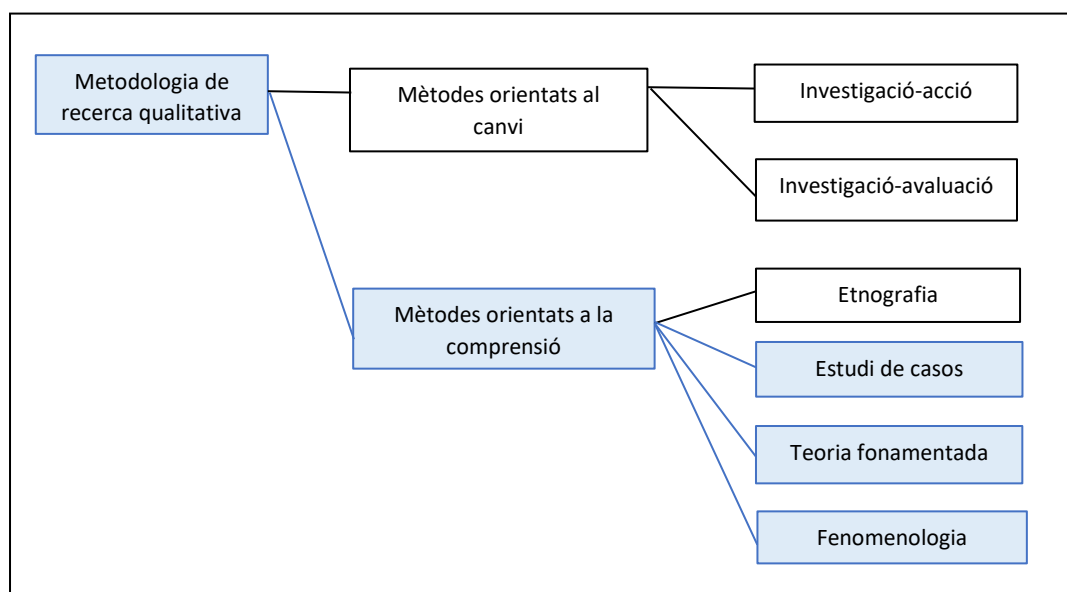 Metodologia de
recerca qualitativa
Mètodes orientats al
canvi
Investigació-acció
Investigació-avaluació
Mètodes orientats a la
comprensió
Etnografia
Estudi de casos
Teoria fonamentada
Fenomenologia